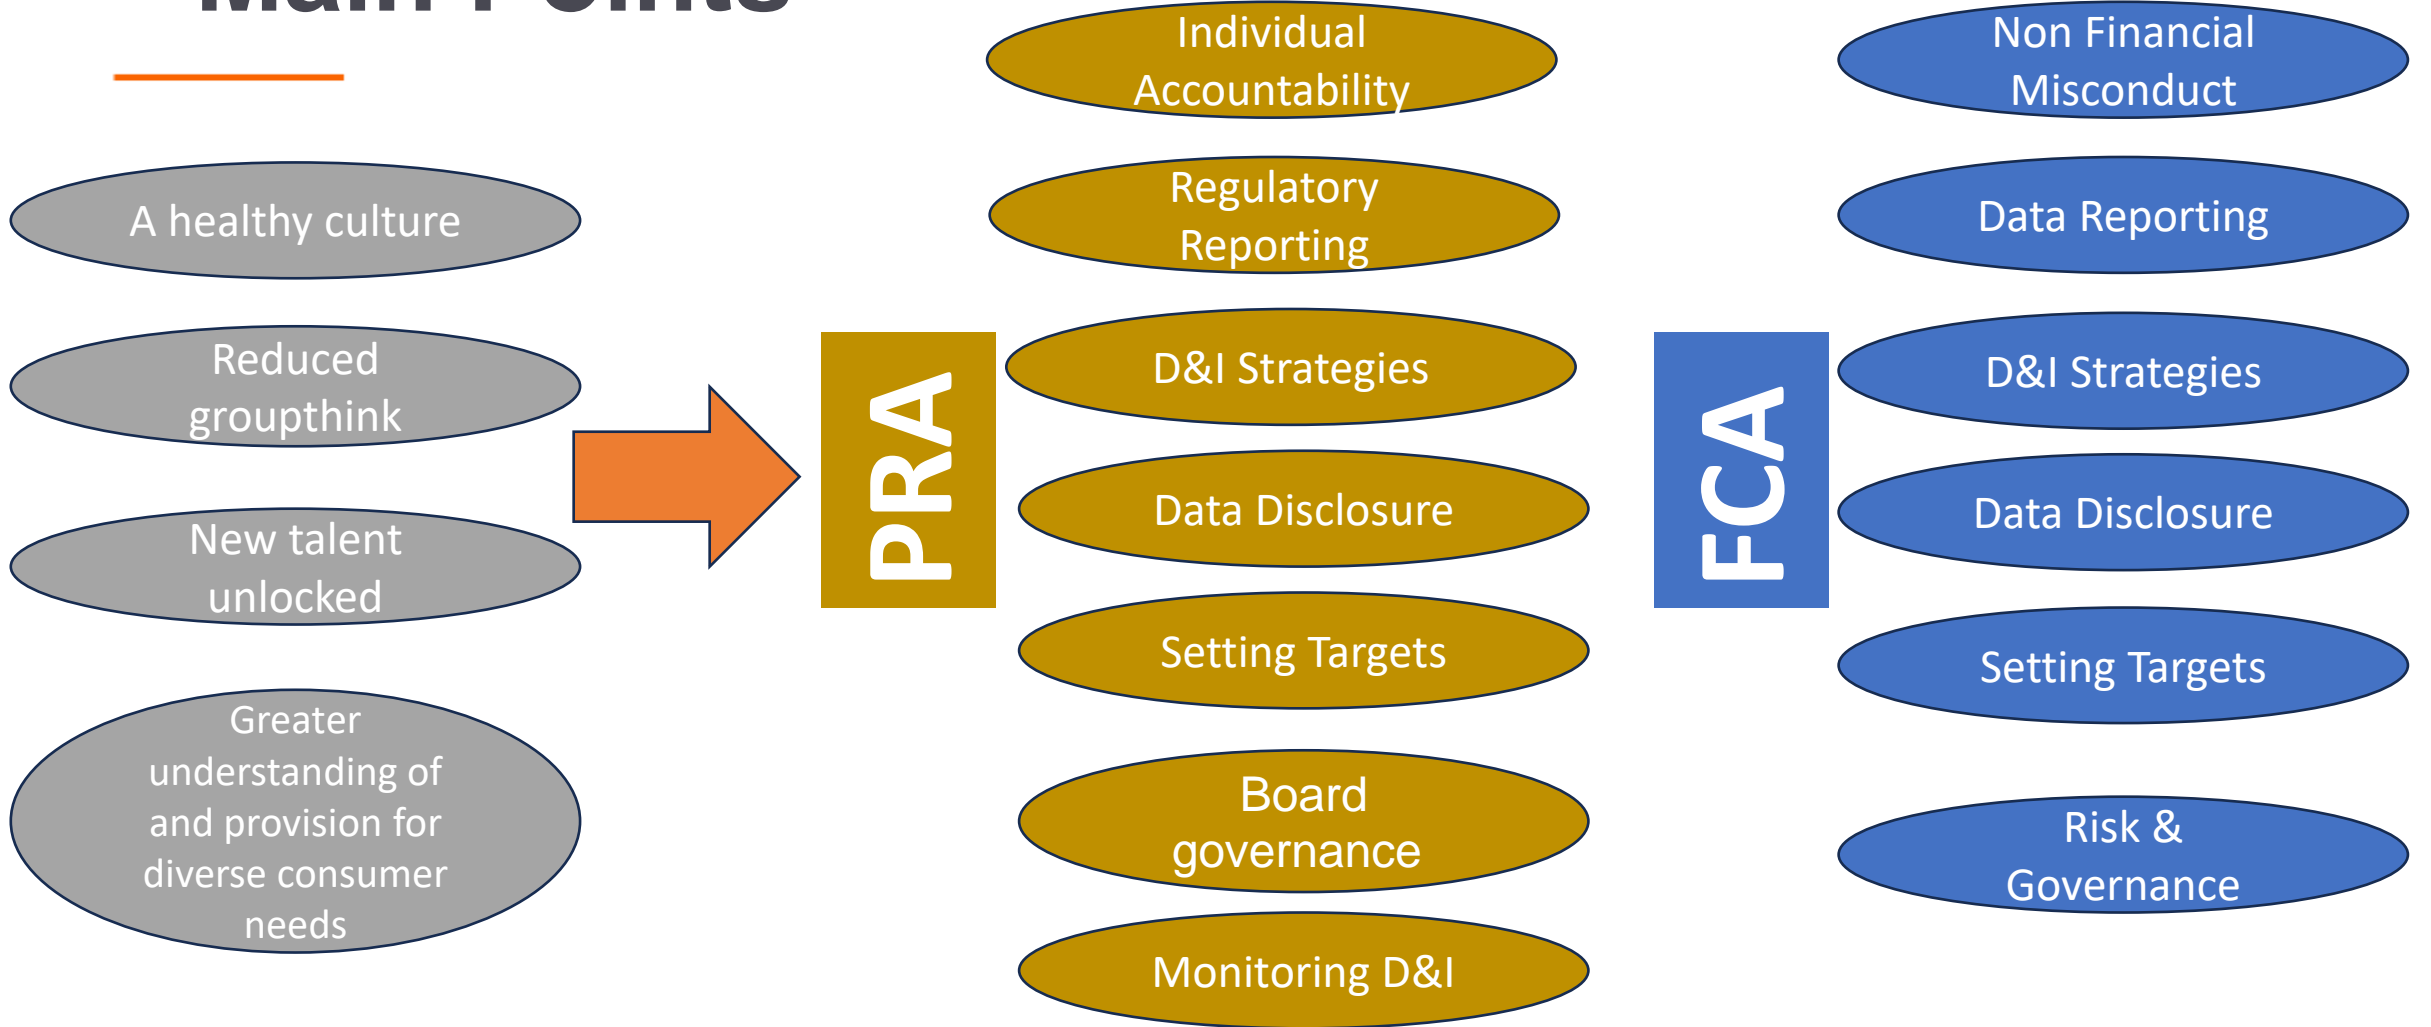 Main Points
A healthy culture
Reduced
groupthink
New talent
unlocked
Greater
understanding of
and provision for
diverse consumer
needs
PRA
Individual
Accountability
Regulatory
Reporting
D&I Strategies
Data Disclosure
Setting Targets
Board
governance
Monitoring D&I
FCA
Non Financial
Misconduct
Data Reporting
D&I Strategies
Data Disclosure
Setting Targets
Risk &
Governance